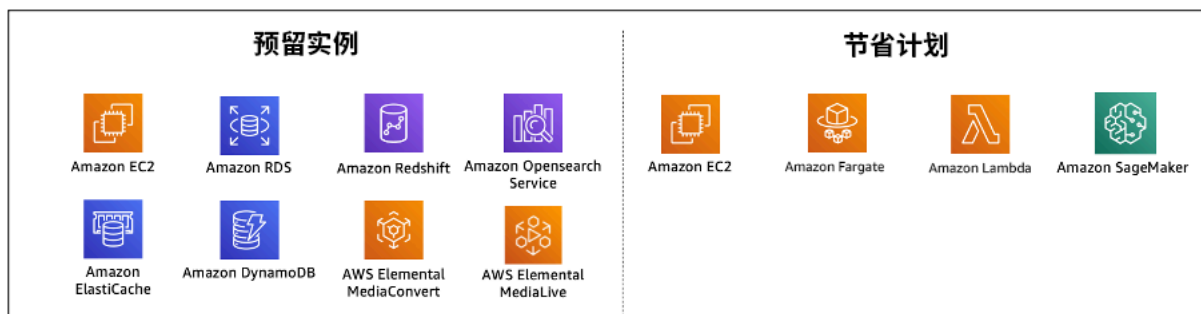 预留实例
Amazon EC2
Amazon RDS
Amazon Redshift
Amazon Opensearch
Service
Amazon
ElastiCache
Amazon DynamoDB
AWS Elemental
MediaConvert
AWS Elemental
MediaLive
节省计划
Amazon EC2
Amazon Fargate
Amazon Lambda
Amazon SageMaker